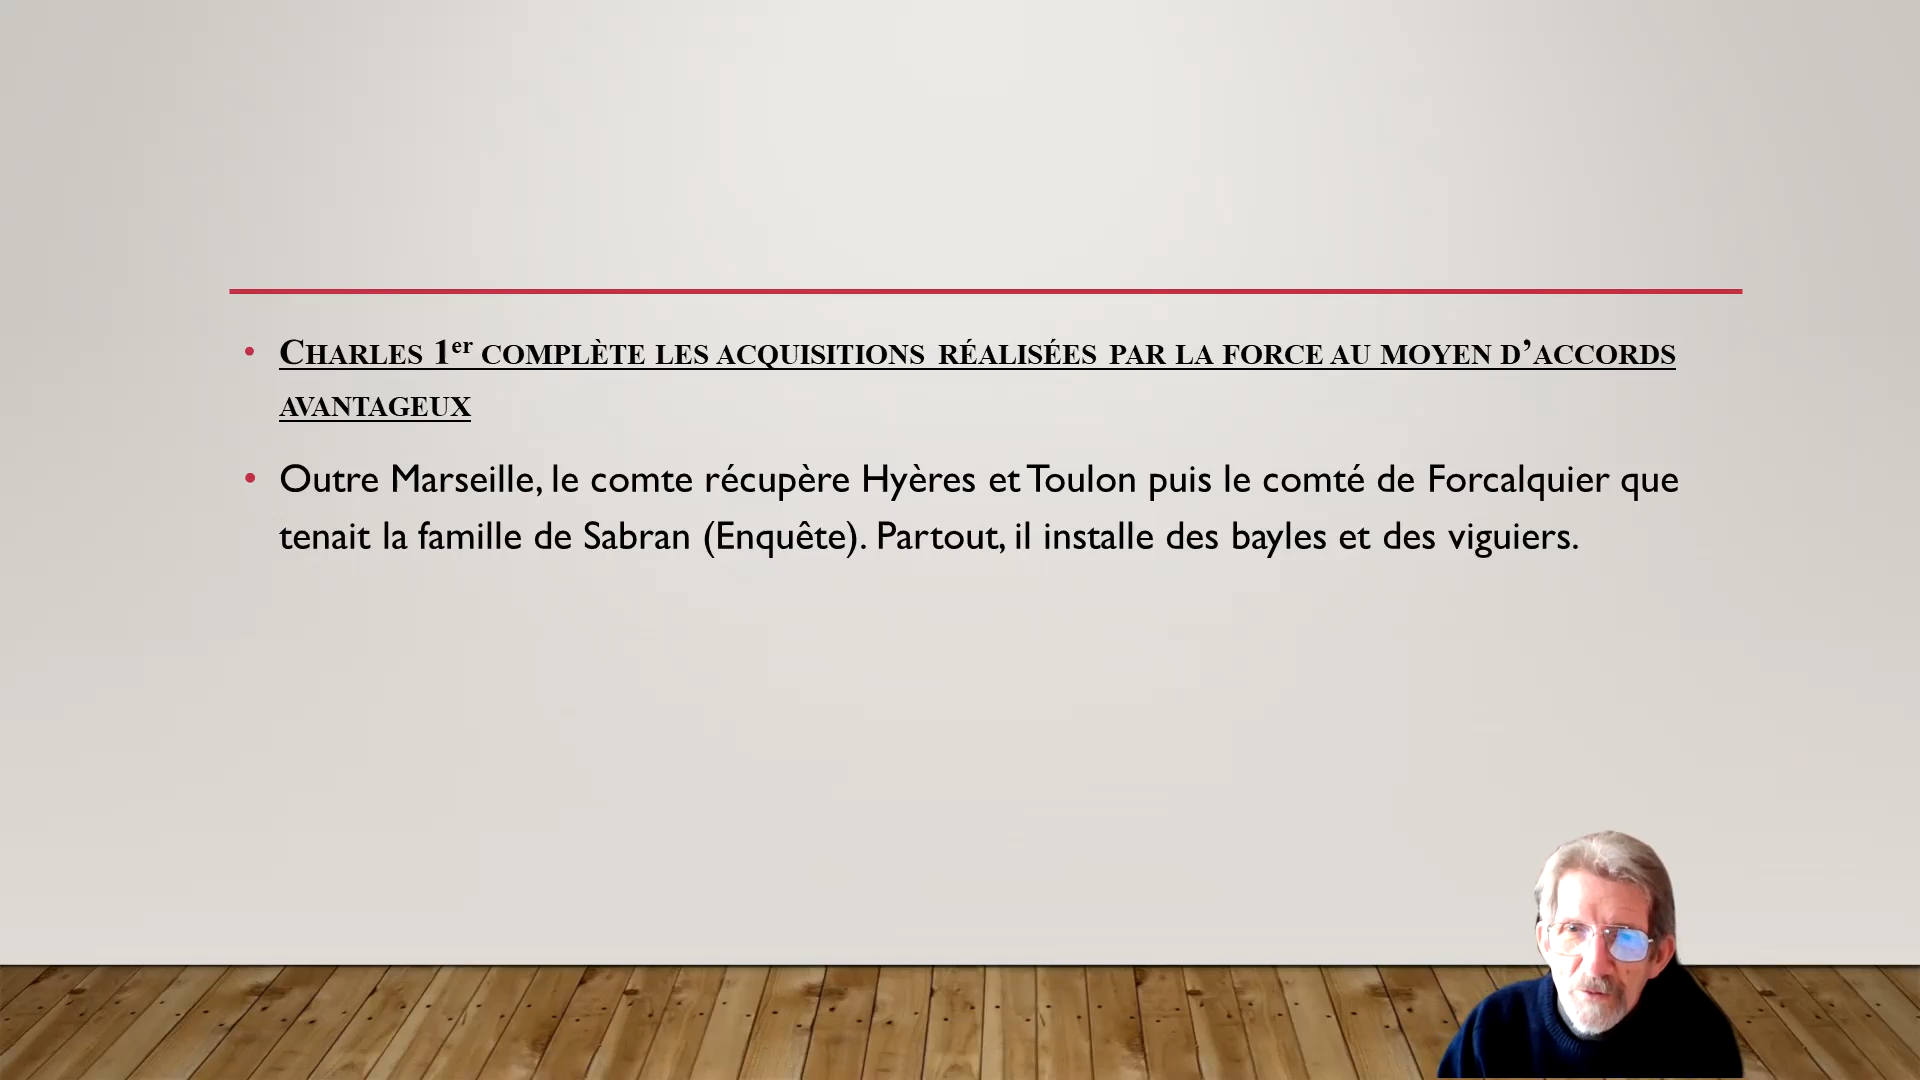 • CHARLES 1er COMPLÈTE LES ACQUISITIONS RÉALISÉES PAR LA FORCE AU MOYEN D’ACCORDS
AVANTAGEUX
• Outre Marseille, le comte récupère Hyères et Toulon puis le comté de Forcalquier que
tenait la famille de Sabran (Enquête). Partout, il installe des bayles et des viguiers.